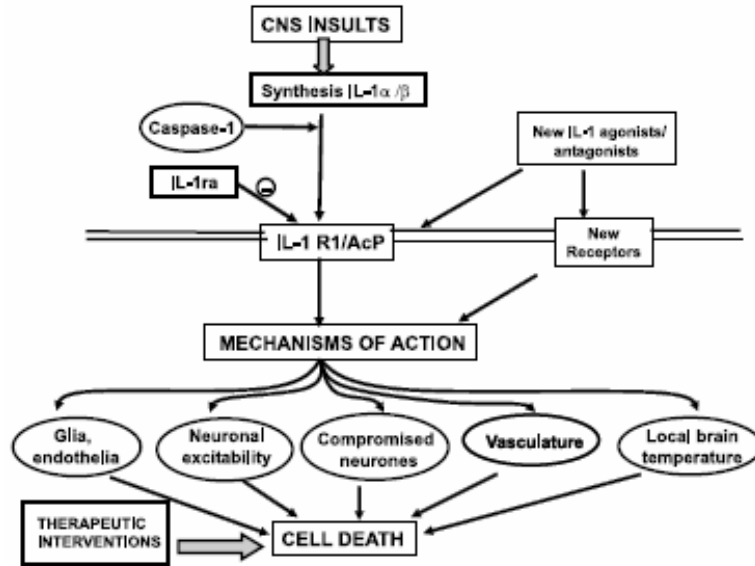 CNS INSULTS
Synthesis IL-1α/β
Caspase-1
New IL-1 agonists/
antagonists
IL-1ra
IL-1 R1/AcP
New
Receptors
MECHANISMS OF ACTION
Glia,
endothelia
Neuronal
excitability
Compromised
neurones
Vasculature
Local brain
temperature
THERAPEUTIC
INTERVENTIONS
CELL DEATH